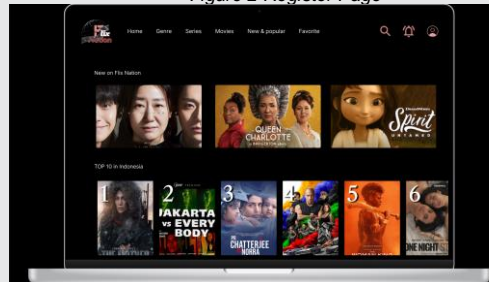 Figure 2 Register Page
Flix
Nation
Home Genre Series Movies New & popular Favorite
New on Flix Nation
QUEEN
CHARLOTTE
Spirit
UNTAMED
TOP 10 in Indonesia
1 2 3 4 5 6
JAKARTA
vs EVERY
BODY
CHATTERJEE
NORRA
ONE NIGHT